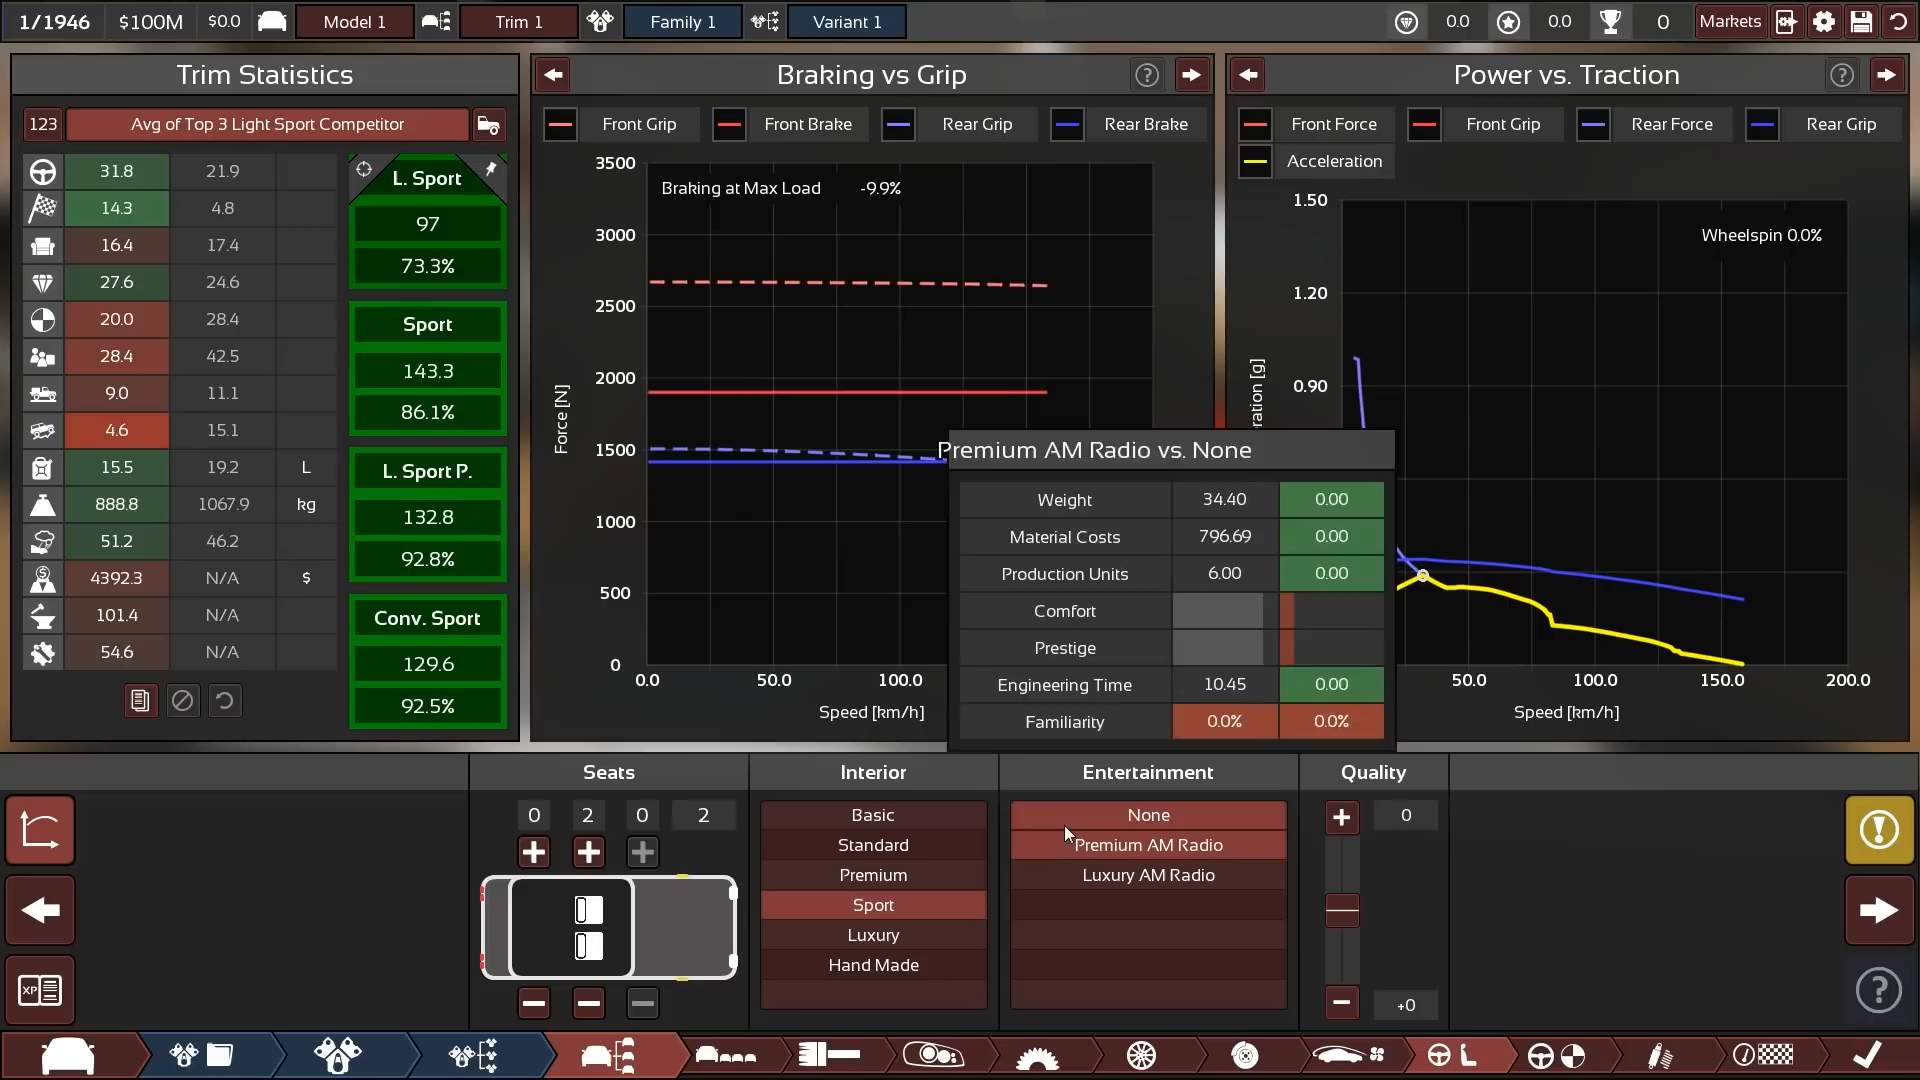 1/1946 $100M $0.0 Model 1 Trim 1 Family 1 Variant 1 0.0 0.0 0 Markets
Trim Statistics
123 Avg of Top 3 Light Sport Competitor
31.8 21.9
14.3 4.8
16.4 17.4
27.6 24.6
20.0 28.4
28.4 42.5
9.0 11.1
4.6 15.1
15.5 19.2 L
888.8 1067.9 kg
51.2 46.2
4392.3 N/A $
101.4 N/A
54.6 N/A
L. Sport
97
73.3%
Sport
143.3
86.1%
L. Sport P.
132.8
92.8%
Conv. Sport
129.6
92.5%
Braking vs Grip ?
Front Grip Front Brake Rear Grip Rear Brake
Braking at Max Load -9.9%
3500
3000
2500
2000
1500
1000
500
0
Force [N]
0.0 50.0 100.0
Speed [km/h]
Power vs. Traction ?
Front Force Front Grip Rear Force Rear Grip
Acceleration
Wheelspin 0.0%
1.50
1.20
0.90
eration [g]
50.0 100.0 150.0 200.0
Speed [km/h]
Premium AM Radio vs. None
Weight 34.40 0.00
Material Costs 796.69 0.00
Production Units 6.00 0.00
Comfort
Prestige
Engineering Time 10.45 0.00
Familiarity 0.0% 0.0%
Seats
0 2 0 2
Interior
Basic
Standard
Premium
Sport
Luxury
Hand Made
Entertainment
None
Premium AM Radio
Luxury AM Radio
Quality
0
+0
XP
?